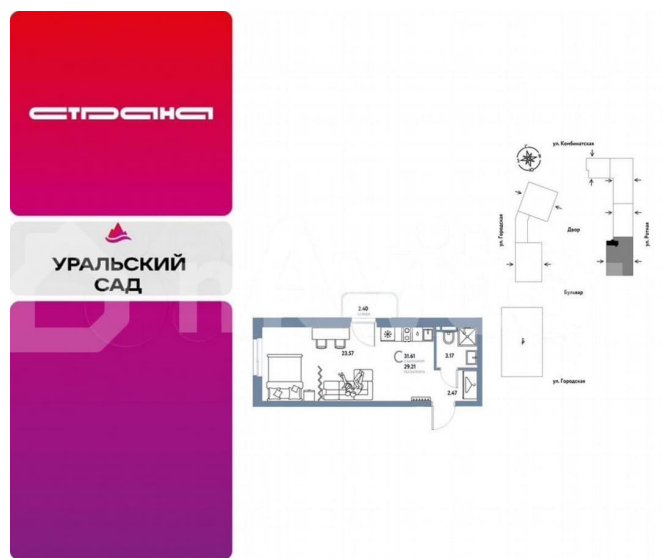 СТРАНА
УРАЛЬСКИЙ
САД
ул. Комбинатская
ул. Городская
Двор
ул. Ратная
Бульвар
ул. Городская
2.40
23.57
С
31.61
29.21
3.17
2.47